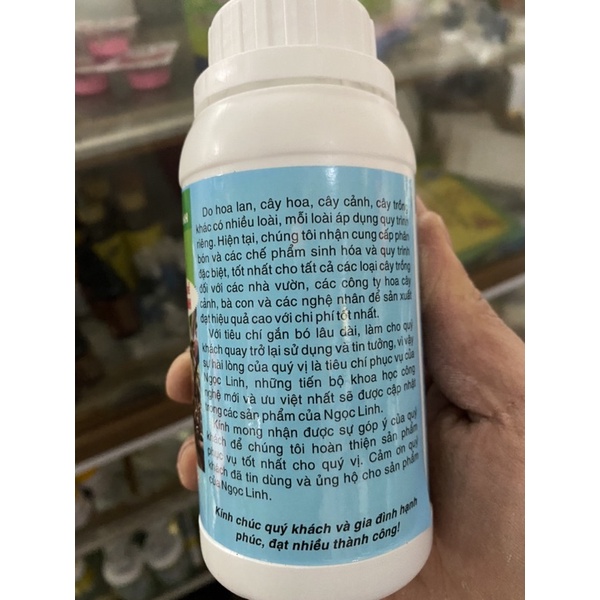 Do hoa lan, cây hoa, cây cảnh, cây trồng
khác có nhiều loài, mỗi loài áp dụng quy trình
riêng. Hiện tại, chúng tôi nhận cung cấp phân
bón và các chế phẩm sinh hóa và quy trình
đặc biệt, tốt nhất cho tất cả các loại cây trồng
đối với các nhà vườn, các công ty hoa cây
cảnh, bà con và các nghệ nhân để sản xuất
đạt hiệu quả cao với chi phí tốt nhất.
Với tiêu chí gắn bó lâu dài, làm cho quý
khách quay trở lại sử dụng và tin tưởng, vì vậy
sự hài lòng của quý vị là tiêu chí phục vụ của
Ngọc Linh, những tiến bộ khoa học công
nghệ mới và ưu việt nhất sẽ được cập nhật
trong các sản phẩm của Ngọc Linh.
Kính mong nhận được sự góp ý của quý
khách để chúng tôi hoàn thiện sản phẩm
phục vụ tốt nhất cho quý vị. Cảm ơn quý
khách đã tin dùng và ủng hộ cho sản phẩm
của Ngọc Linh.
Kính chúc quý khách và gia đình hạnh
phúc, đạt nhiều thành công!